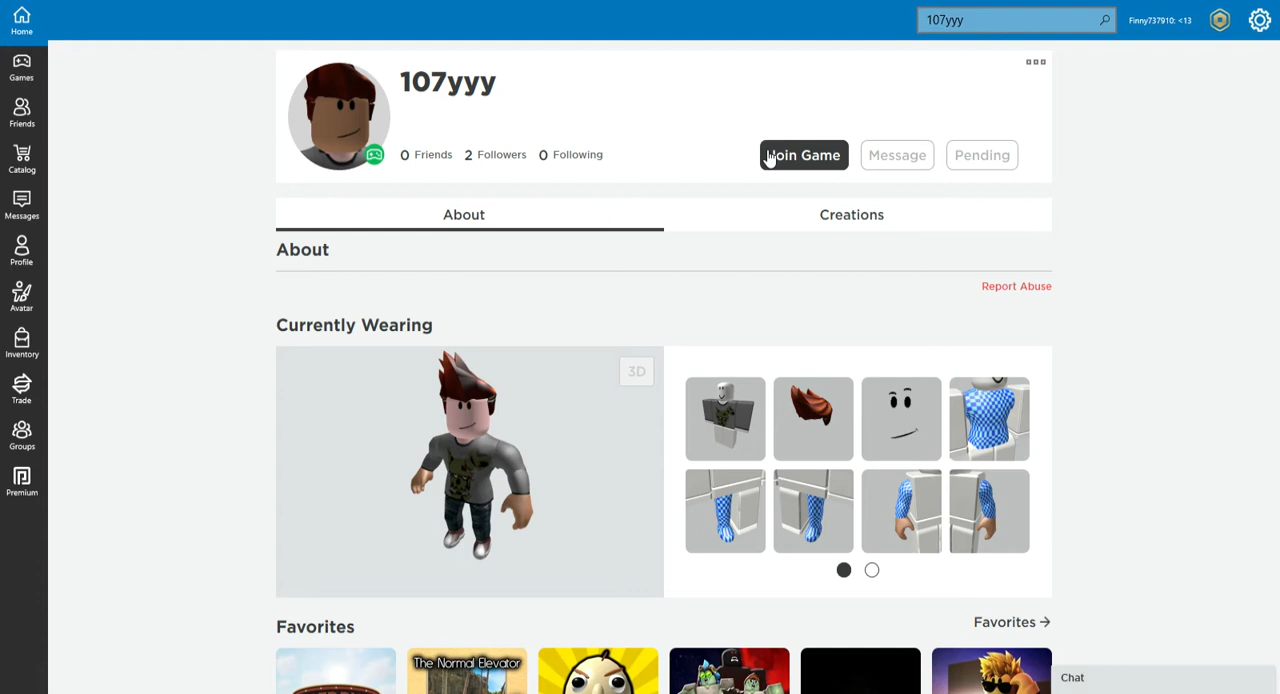 Home
107yyy
Finny737910: <13
Games
Friends
Catalog
Messages
Profile
Avatar
Inventory
Trade
Groups
Premium
107yyy
0 Friends 2 Followers 0 Following
Join Game
Message
Pending
About
Creations
About
Report Abuse
Currently Wearing
3D
Favorites
Favorites →
The Normal Elevator
Chat